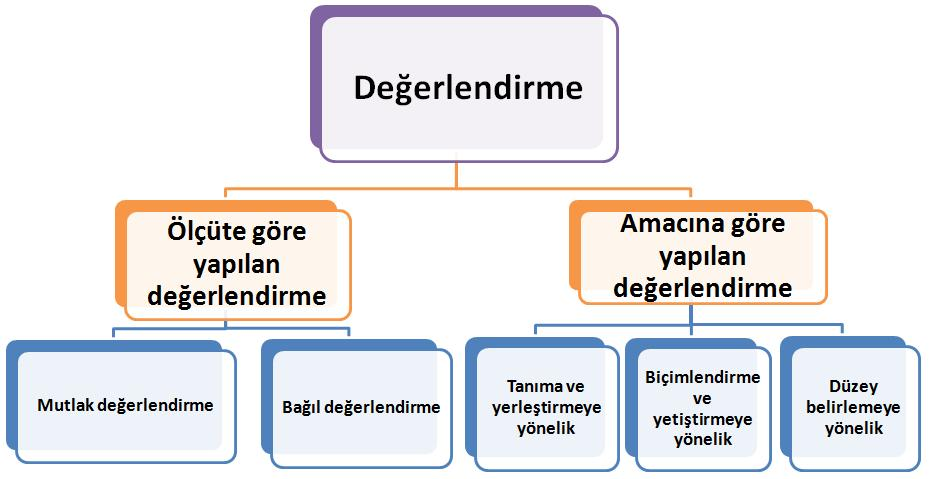 Değerlendirme
Ölçüte göre
yapılan
değerlendirme
Amacına göre
yapılan
değerlendirme
Mutlak değerlendirme
Bağıl değerlendirme
Tanıma ve
yerleştirmeye
yönelik
Biçimlendirme
ve
yetiştirmeye
yönelik
Düzey
belirlemeye
yönelik